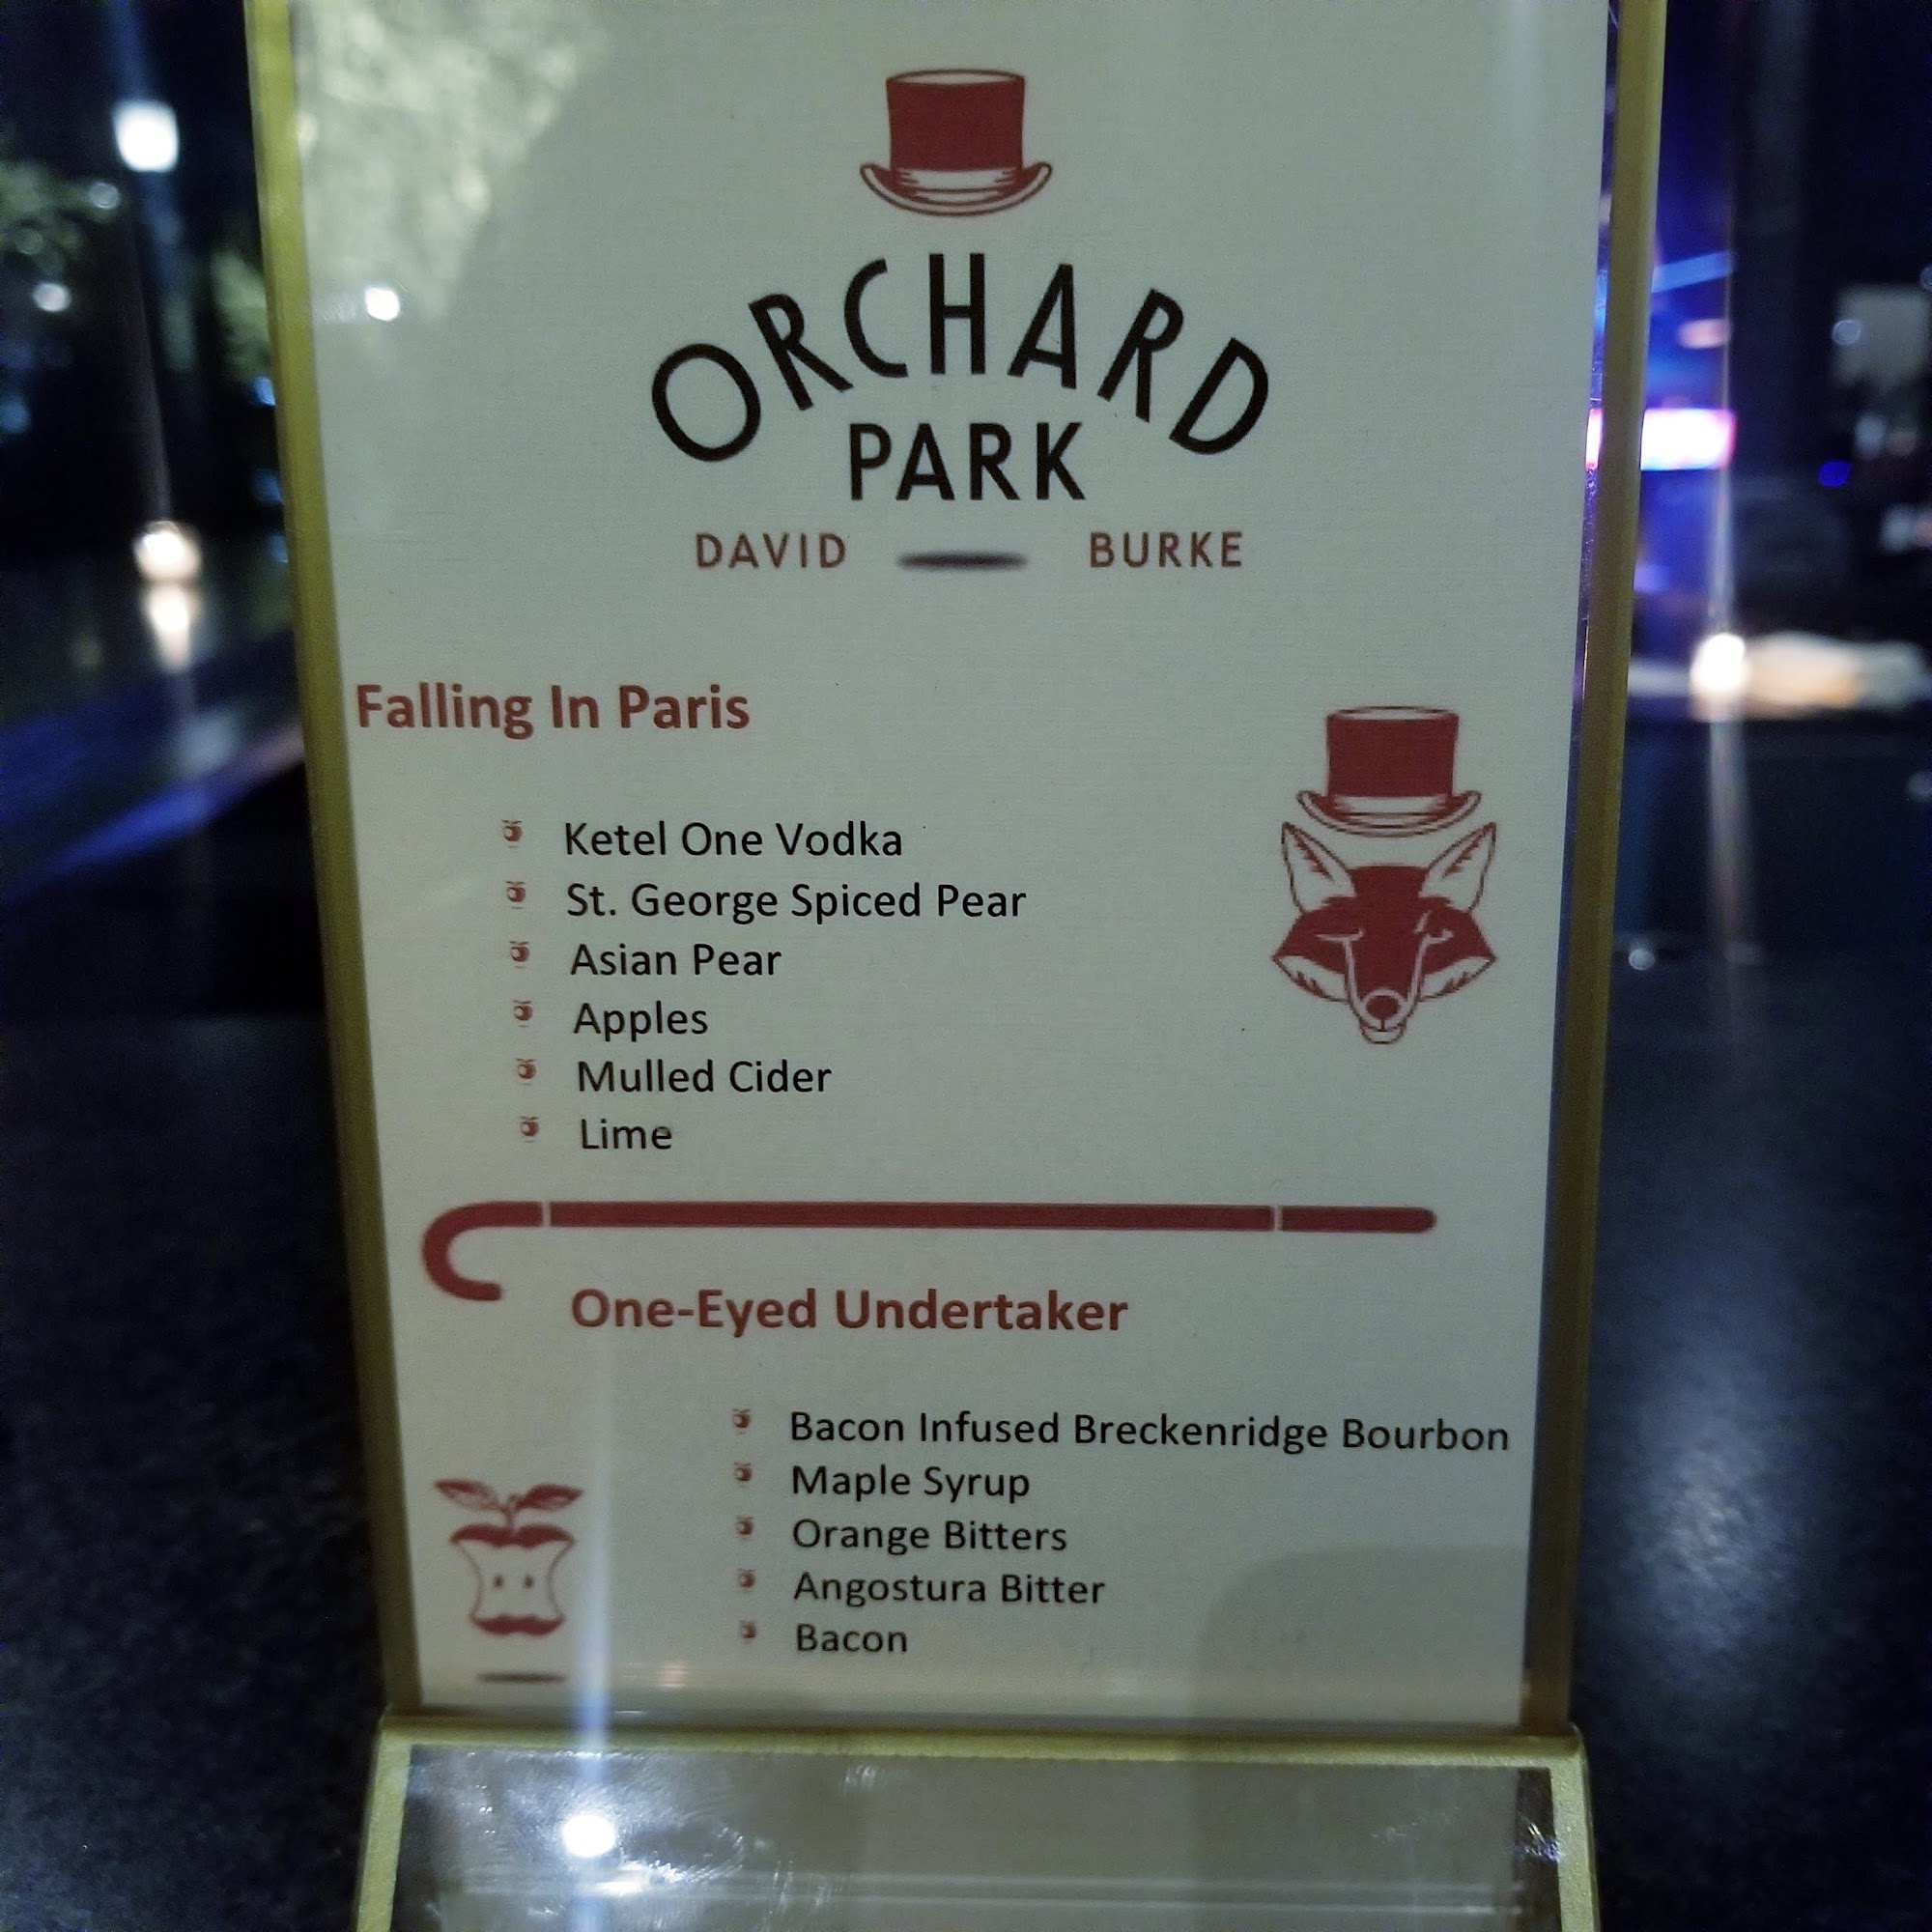 ORCHARD
PARK
DAVID BURKE
Falling In Paris
Ketel One Vodka
St. George Spiced Pear
Asian Pear
Apples
Mulled Cider
Lime
One-Eyed Undertaker
Bacon Infused Breckenridge Bourbon
Maple Syrup
Orange Bitters
Angostura Bitter
Bacon